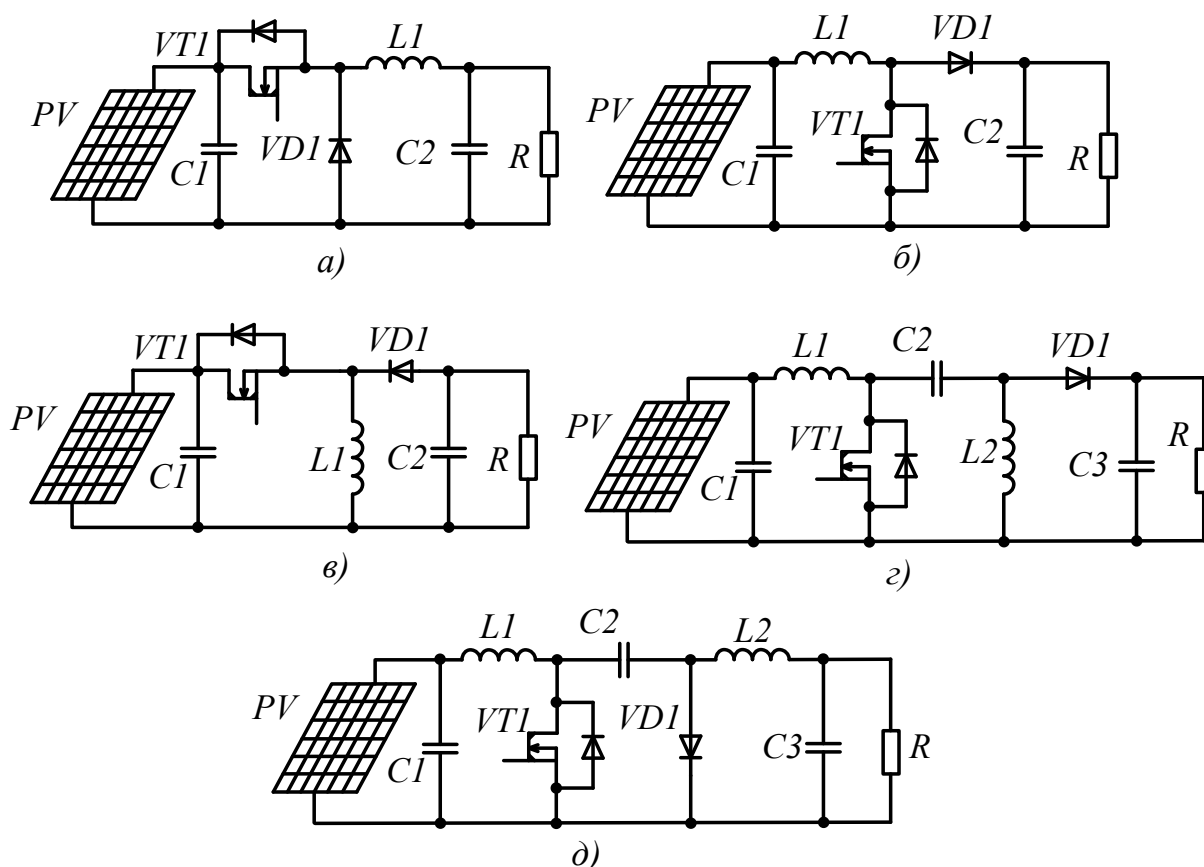 VT1
L1
PV
C1
VD1
C2
R
а)
L1
VD1
PV
VT1
C1
C2
R
б)
VT1
VD1
PV
C1
L1
C2
R
в)
L1
C2
VD1
PV
VT1
C1
L2
C3
R
г)
L1
C2
L2
PV
VT1
VD1
C1
C3
R
д)